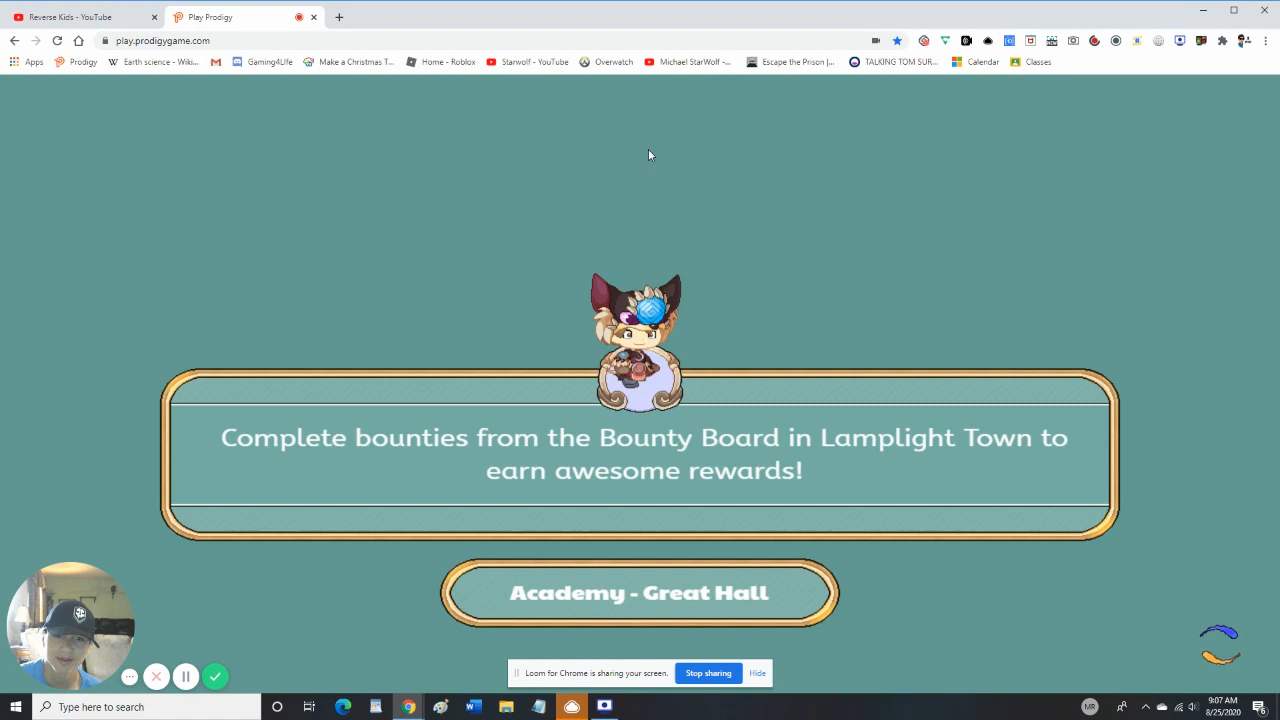 Reverse Kids - YouTube
Play Prodigy
play.prodigygame.com
Apps
Prodigy
Earth science - Wiki...
Gaming4LIfe
Make a Christmas T...
Home - Roblox
Stanwolf - YouTube
Overwatch
Michael StarWolf -...
Escape the Prison |...
TALKING TOM SUR...
Calendar
Classes
Complete bounties from the Bounty Board in Lamplight Town to
earn awesome rewards!
Academy - Great Hall
Loom for Chrome is sharing your screen.
Stop sharing
Hide
Type here to search
MR
9:07 AM
8/25/2020